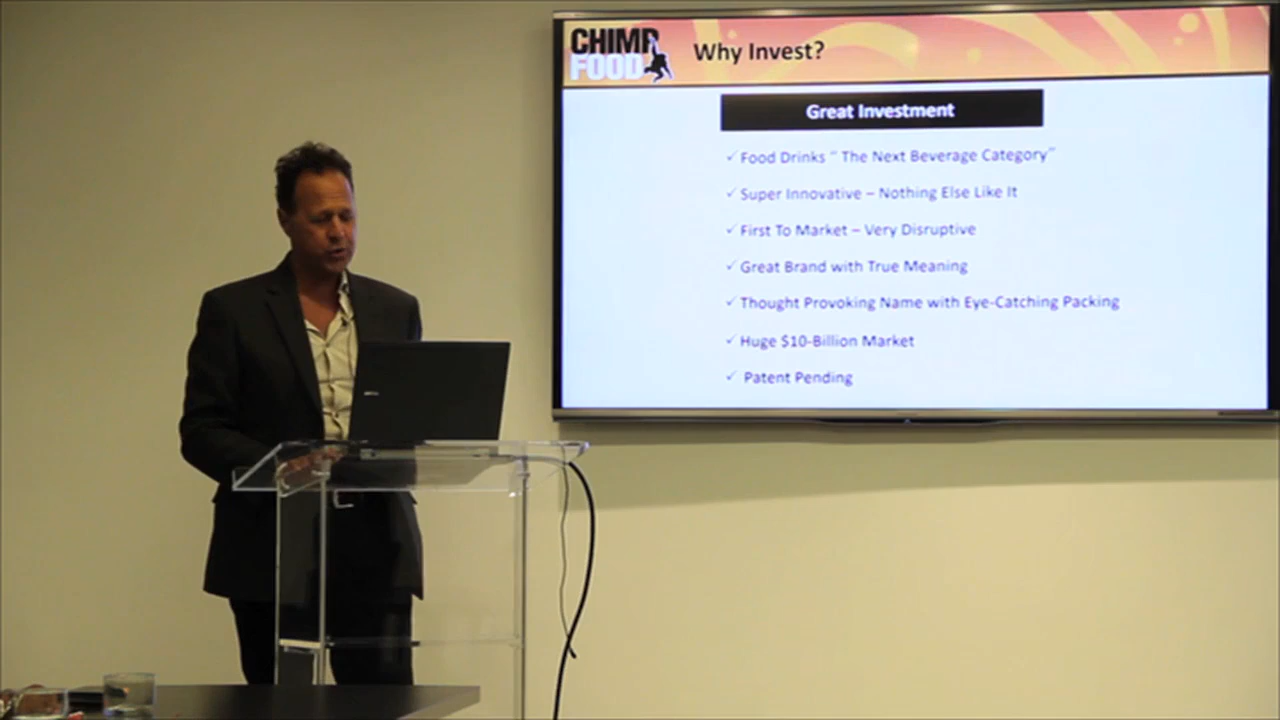 CHIMP
FOOD
Why Invest?
Great Investment
✓ Food Drinks “ The Next Beverage Category”
✓ Super Innovative – Nothing Else Like It
✓ First To Market – Very Disruptive
✓ Great Brand with True Meaning
✓ Thought Provoking Name with Eye-Catching Packing
✓ Huge $10-Billion Market
✓ Patent Pending